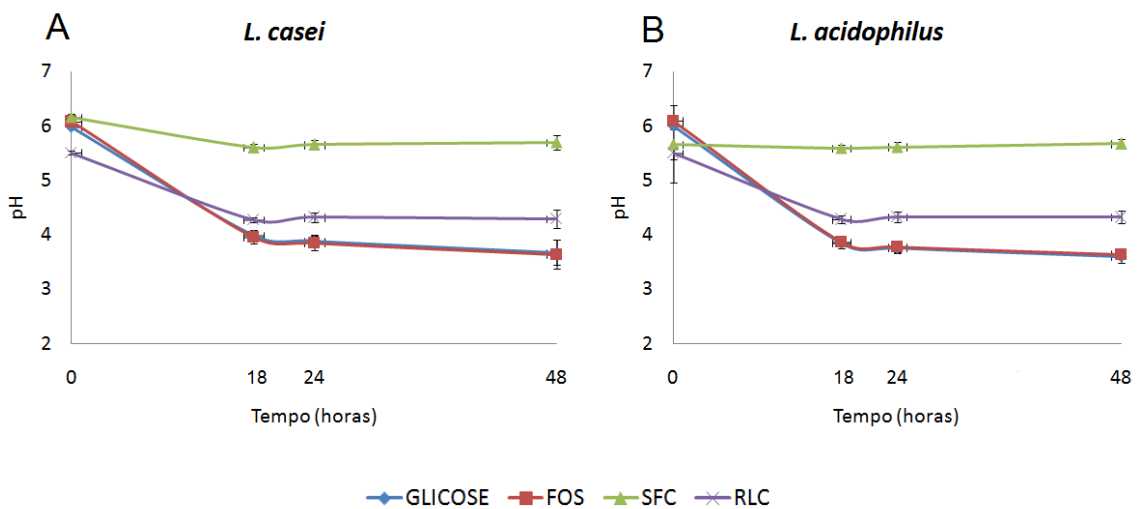 A
L. casei
7
6
5
4
3
2
pH
0
18
24
48
Tempo (horas)
B
L. acidophilus
7
6
5
4
3
2
pH
0
18
24
48
Tempo (horas)
GLICOSE FOS SFC RLC